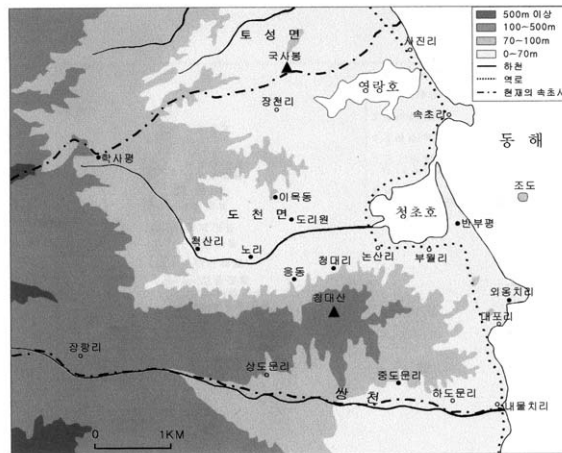 500m 이상
100~500m
70~100m
0~70m
하천
역로
현재의 속초시
토성면
국사봉
사진리
영랑호
장천리
속초리
동해
학사평
조도
이목동
청초호
도천면
도리원
반부평
척산리
노리
논산리
부월리
청대리
응동
외옹치리
청대산
대포리
장항리
상도문리
중도문리
쌍천
하도문리
내물치리
0 1KM